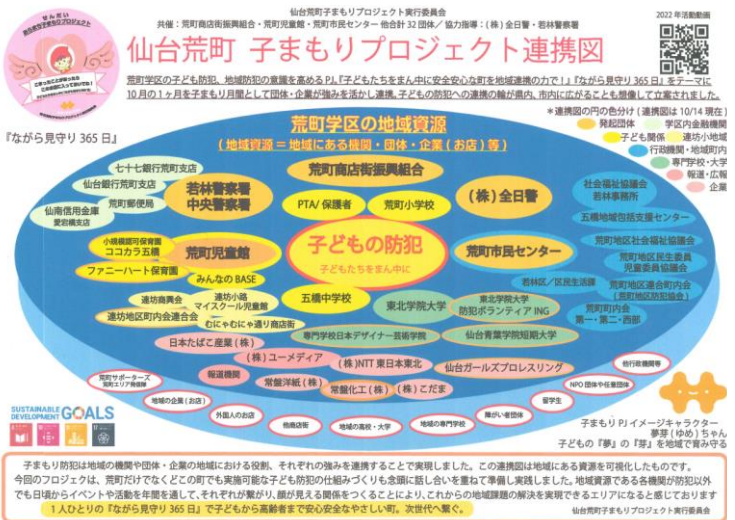 仙台荒町子まもりプロジェクト実行委員会
共催：荒町商店街振興組合・荒町児童館・荒町市民センター 他合計32団体／協力指導：(株)全日警・若林警察署
2022年活動動画
仙台荒町 子まもりプロジェクト連携図
荒町学区の子ども防犯、地域防犯の意識を高めるPJ。『子どもたちをまん中に安全安心な町を地域連携の力で！』『ながら見守り365日』をテーマに
10月の1ヶ月を子まもり月間として団体・企業が強みを活かし連携。子どもの防犯への連携の輪が県内、市内に広がることも想像して立案されました。
＊連携図の円の色分け(連携図は10/14現在)
発起団体
学区内金融機関
子ども関係
連坊小地域
行政機関・地域町内
専門学校・大学
報道・広報
企業
『ながら見守り365日』
荒町学区の地域資源
(地域資源＝地域にある機関・団体・企業(お店)等)
七十七銀行荒町支店
仙台銀行荒町支店
荒町郵便局
仙南信用金庫
愛宕橋支店
若林警察署
中央警察署
荒町商店街振興組合
PTA/保護者
荒町小学校
(株)全日警
社会福祉協議会
若林事務所
五橋地域包括支援センター
小規模認可保育園
ココカラ五橋
ファニーハート保育園
荒町児童館
みんなのBASE
子どもの防犯
子どもたちをまん中に
荒町市民センター
荒町地区社会福祉協議会
荒町地区民生委員
児童委員協議会
若林区/区民生活課
荒町地区連合町内会
(荒町地区防犯協会)
荒町町内会
第一・第二・西部
連坊商興会
連坊小路
マイスクール児童館
連坊地区町内会連合会
むにゃむにゃ通り商店街
五橋中学校
東北学院大学
東北学院大学
防犯ボランティアING
専門学校日本デザイナー芸術学院
仙台青葉学院短期大学
日本たばこ産業(株)
(株)ユーメディア
(株)NTT東日本東北
仙台ガールズプロレスリング
報道機関
常盤洋紙(株)
常盤化工(株)
(株)こだま
荒町サポーターズ
地域の企業(お店)
外国人のお店
他商店街
地域の高校・大学
地域の専門学校
障がい者団体
留学生
NPO団体や任意団体
他行政機関等
SUSTAINABLE
DEVELOPMENT GOALS
子まもりPJイメージキャラクター
夢芽(ゆめ)ちゃん
子どもの『夢』の『芽』を地域で育み守る
子まもり防犯は地域の機関や団体・企業の地域における役割、それぞれの強みを連携することで実現しました。この連携図は地域にある資源を可視化したものです。
今回のプロジェクは、荒町だけでなくどこの町でも実施可能な子ども防犯の仕組みづくりも念頭に話し合いを重ねて準備し実践しました。地域資源である各機関が防犯以外
でも日頃からイベントや活動を年間を通して、それぞれが繋がり、顔が見える関係をつくることにより、これからの地域課題の解決を実現できるエリアになると感じております
1人ひとりの『ながら見守り365日』で子どもから高齢者まで安心安全なやさしい町。次世代へ繋ぐ。
仙台荒町子まもりプロジェクト実行委員会